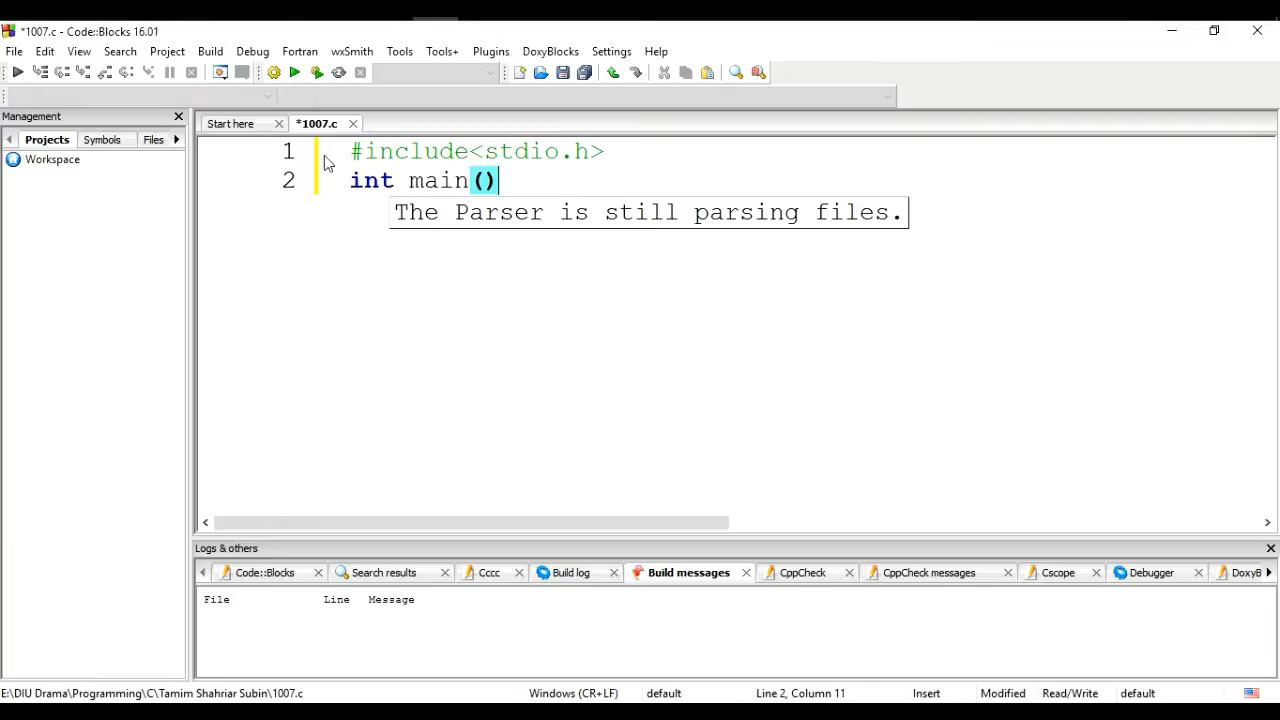 *1007.c - Code::Blocks 16.01
File Edit View Search Project Build Debug Fortran wxSmith Tools Tools+ Plugins DoxyBlocks Settings Help
Management
Start here *1007.c
Projects Symbols Files
Workspace
1 #include<stdio.h>
2 int main()
The Parser is still parsing files.
Logs & others
Code::Blocks Search results Cccc Build log Build messages CppCheck CppCheck messages Cscope Debugger DoxyB
File Line Message
E:\DIU Drama\Programming\C\Tamim Shahriar Subin\1007.c Windows (CR+LF) default Line 2, Column 11 Insert Modified Read/Write default